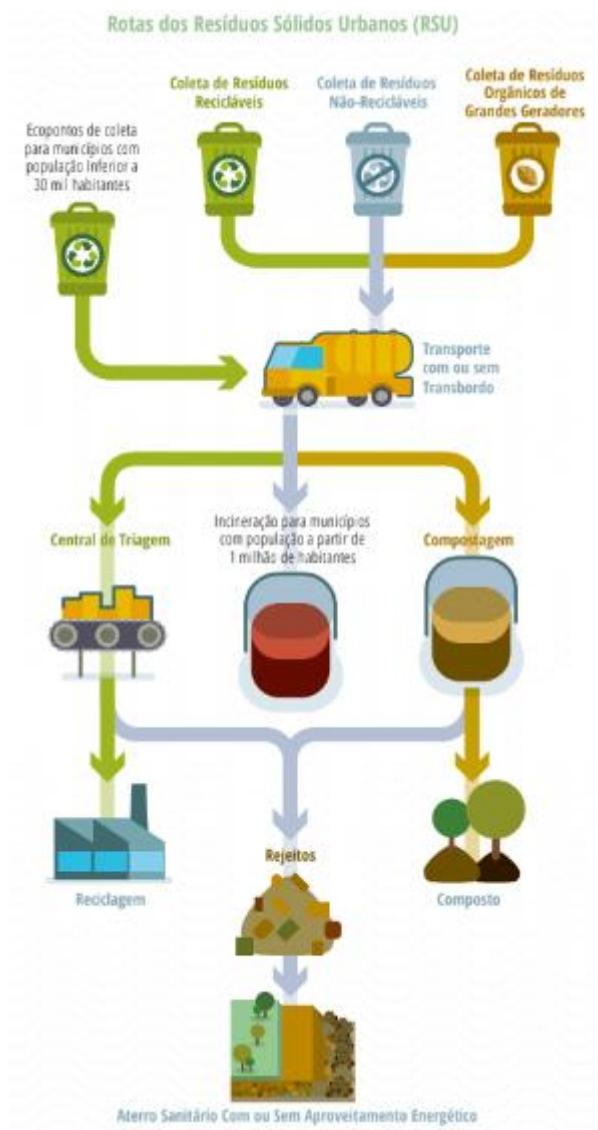 Rotas dos Resíduos Sólidos Urbanos (RSU)
Coleta de Resíduos
Recicláveis
Coleta de Resíduos
Não-Recicláveis
Coleta de Resíduos
Orgânicos de
Grandes Geradores
Ecopontos de coleta
para municípios com
população Inferior a
30 mil habitantes
Transporte
com ou sem
Transbordo
Central de Triagem
Incineração para municípios
com população a partir de
1 milhão de habitantes
Compostagem
Reciclagem
Rejeitos
Composto
Aterro Sanitário Com ou Sem Aproveitamento Energético